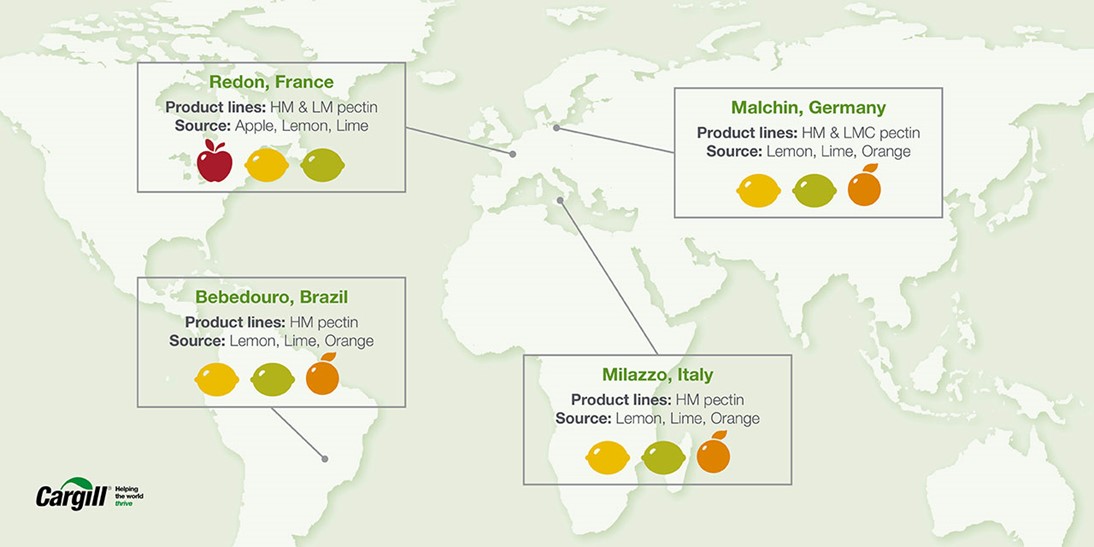 Redon, France
Product lines: HM & LM pectin
Source: Apple, Lemon, Lime
Malchin, Germany
Product lines: HM & LMC pectin
Source: Lemon, Lime, Orange
Bebedouro, Brazil
Product lines: HM pectin
Source: Lemon, Lime, Orange
Milazzo, Italy
Product lines: HM pectin
Source: Lemon, Lime, Orange
Cargill®
Helping
the world
thrive